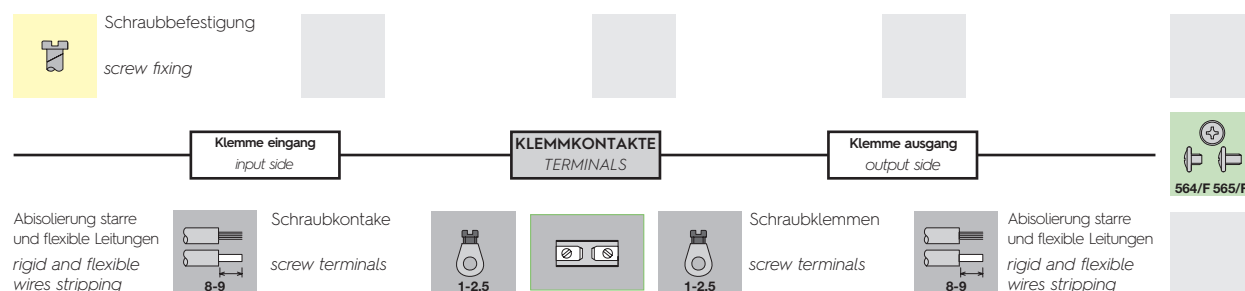 Schraubbefestigung
screw fixing
Klemme eingang
input side
KLEMMKONTAKTE
TERMINALS
Klemme ausgang
output side
564/F 565/F
Abisolierung starre
und flexible Leitungen
rigid and flexible
wires stripping
8-9
Schraubkontake
screw terminals
1-2.5
1-2.5
Schraubklemmen
screw terminals
8-9
Abisolierung starre
und flexible Leitungen
rigid and flexible
wires stripping